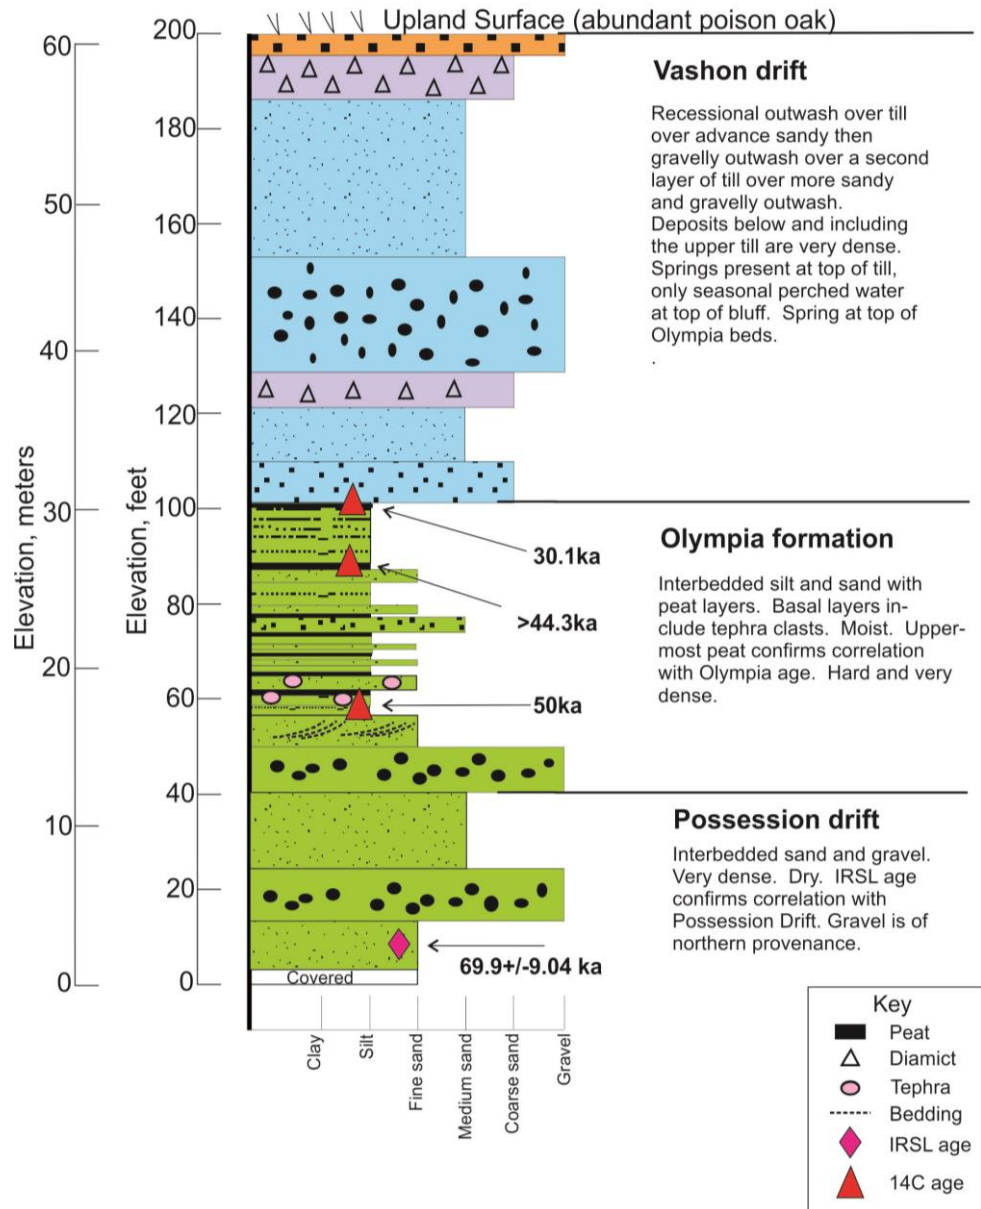 Upland Surface (abundant poison oak)
60
50
40
30
20
10
0
Elevation, meters
200
180
160
140
120
100
80
60
40
20
0
Elevation, feet
Vashon drift
Recessional outwash over till
over advance sandy then
gravelly outwash over a second
layer of till over more sandy
and gravelly outwash.
Deposits below and including
the upper till are very dense.
Springs present at top of till,
only seasonal perched water
at top of bluff. Spring at top of
Olympia beds.
.
30.1ka
>44.3ka
50ka
Olympia formation
Interbedded silt and sand with
peat layers. Basal layers in-
clude tephra clasts. Moist. Upper-
most peat confirms correlation
with Olympia age. Hard and very
dense.
Possession drift
Interbedded sand and gravel.
Very dense. Dry. IRSL age
confirms correlation with
Possession Drift. Gravel is of
northern provenance.
69.9+/-9.04 ka
Covered
Clay
Silt
Fine sand
Medium sand
Coarse sand
Gravel
Key
Peat
Diamict
Tephra
Bedding
IRSL age
14C age